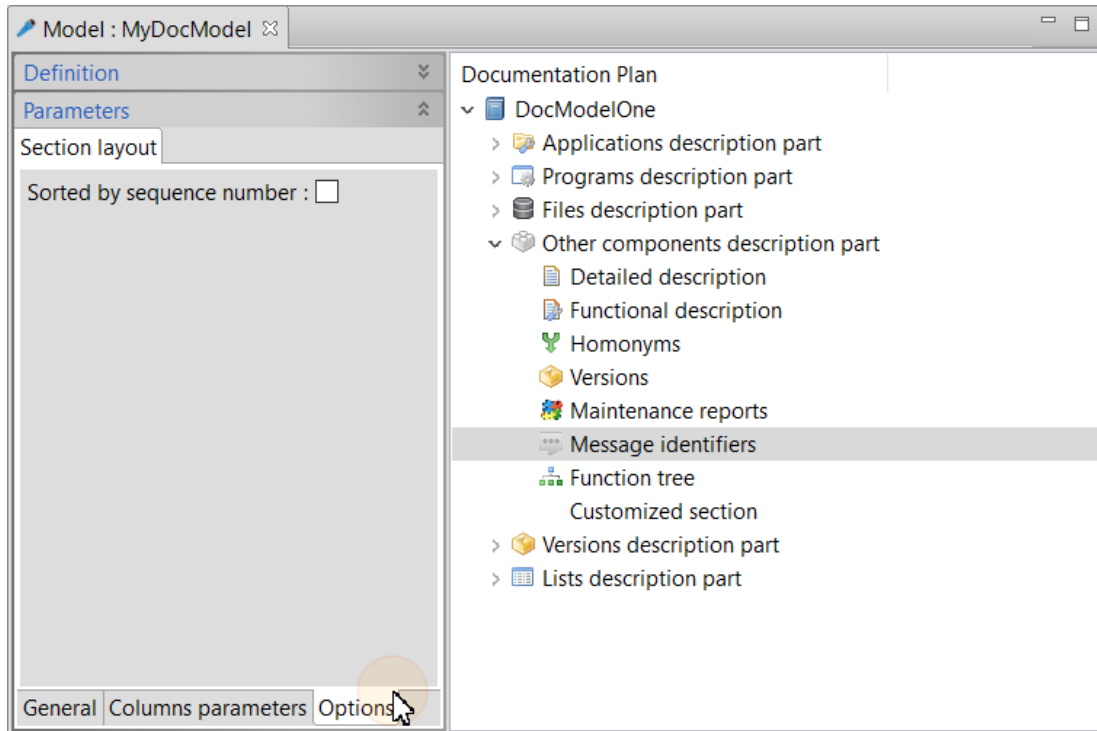 Model : MyDocModel
Definition
Parameters
Section layout
Sorted by sequence number :
General Columns parameters Options
Documentation Plan
DocModelOne
Applications description part
Programs description part
Files description part
Other components description part
Detailed description
Functional description
Homonyms
Versions
Maintenance reports
Message identifiers
Function tree
Customized section
Versions description part
Lists description part